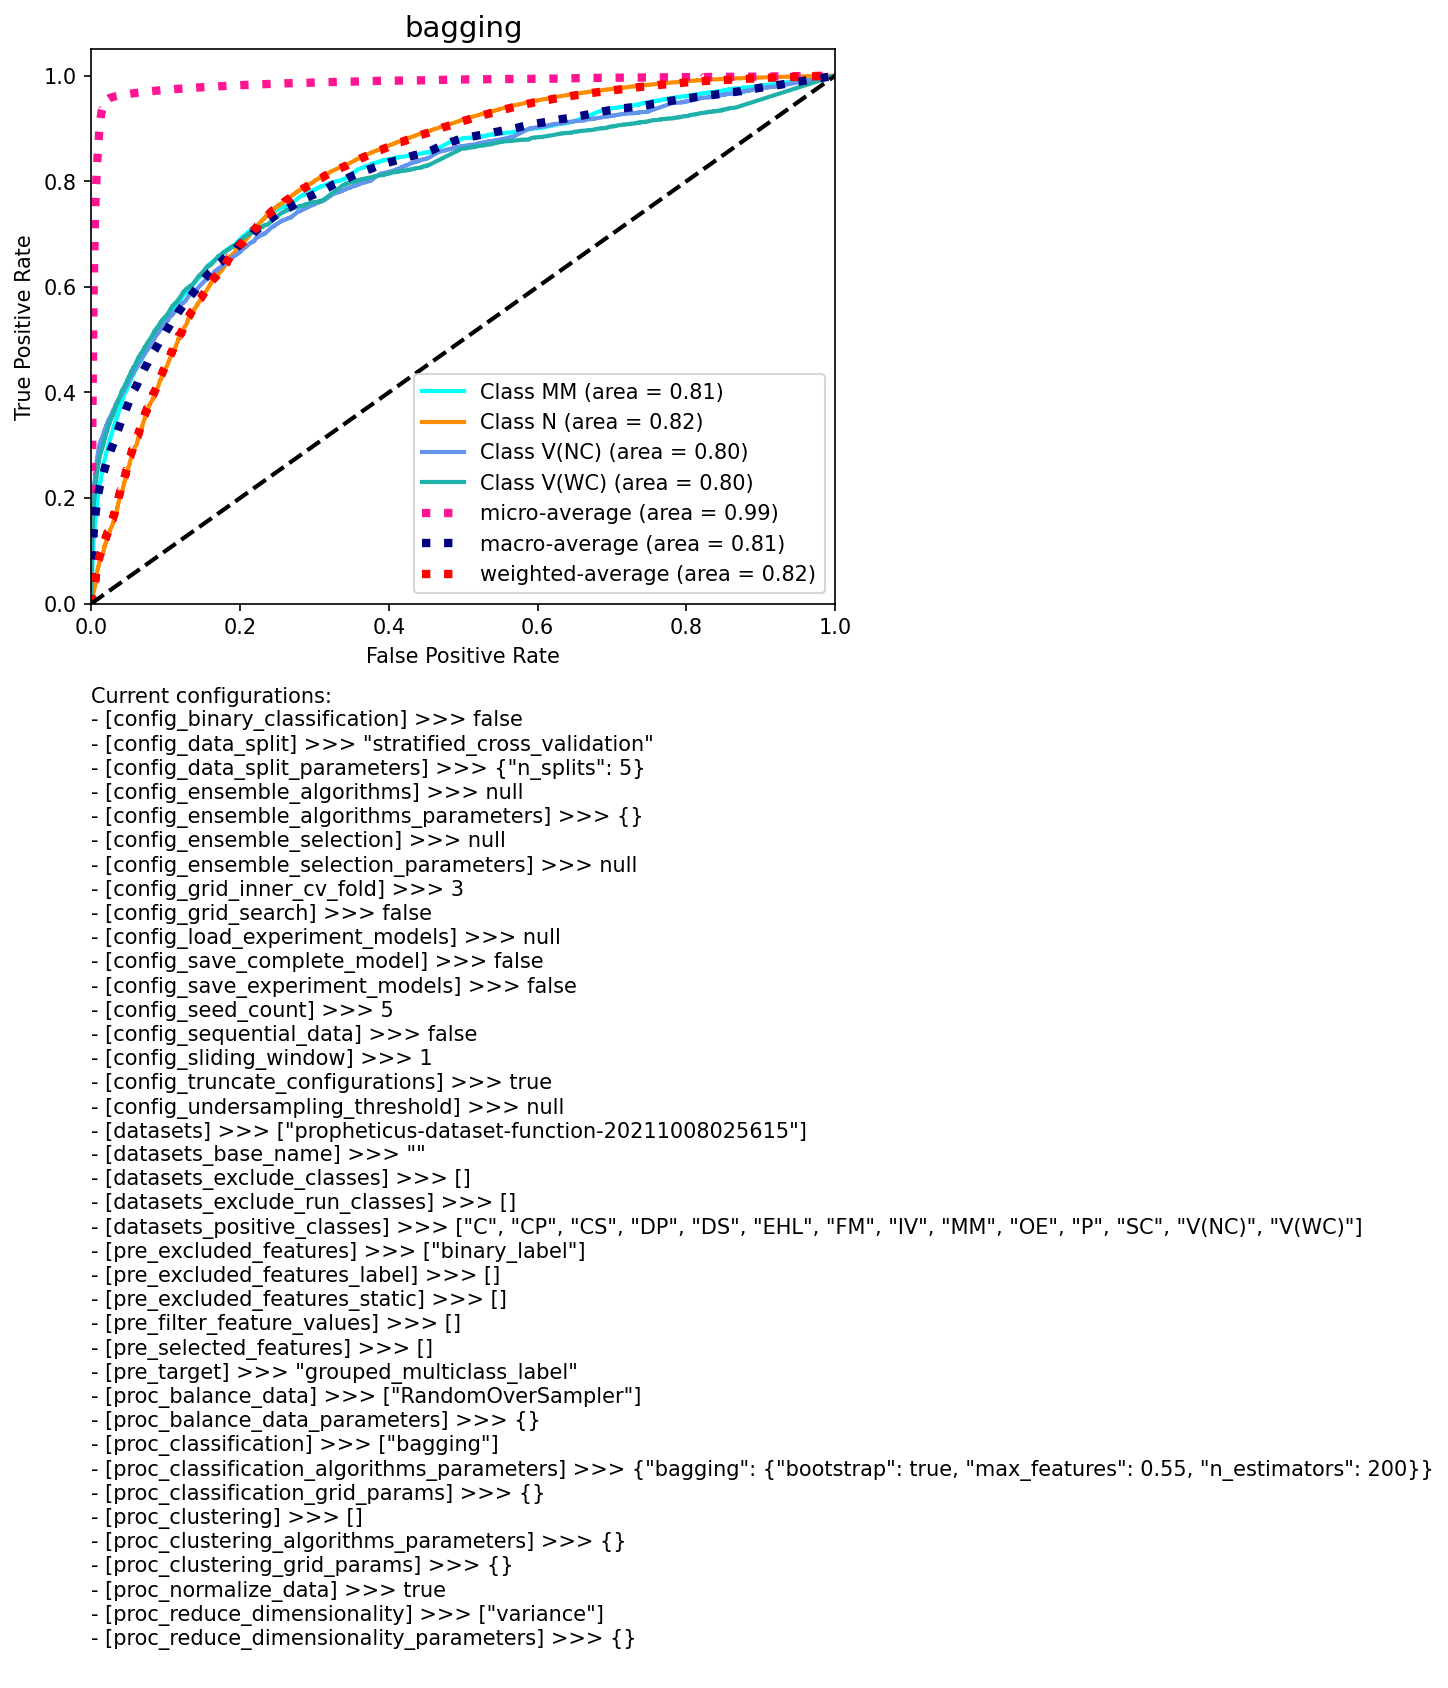 bagging
1.0
0.8
0.6
0.4
0.2
0.0
True Positive Rate
Class MM (area = 0.81)
Class N (area = 0.82)
Class V(NC) (area = 0.80)
Class V(WC) (area = 0.80)
micro-average (area = 0.99)
macro-average (area = 0.81)
weighted-average (area = 0.82)
0.0 0.2 0.4 0.6 0.8 1.0
False Positive Rate
Current configurations:
- [config_binary_classification] >>> false
- [config_data_split] >>> "stratified_cross_validation"
- [config_data_split_parameters] >>> {"n_splits": 5}
- [config_ensemble_algorithms] >>> null
- [config_ensemble_algorithms_parameters] >>> {}
- [config_ensemble_selection] >>> null
- [config_ensemble_selection_parameters] >>> null
- [config_grid_inner_cv_fold] >>> 3
- [config_grid_search] >>> false
- [config_load_experiment_models] >>> null
- [config_save_complete_model] >>> false
- [config_save_experiment_models] >>> false
- [config_seed_count] >>> 5
- [config_sequential_data] >>> false
- [config_sliding_window] >>> 1
- [config_truncate_configurations] >>> true
- [config_undersampling_threshold] >>> null
- [datasets] >>> ["propheticus-dataset-function-20211008025615"]
- [datasets_base_name] >>> ""
- [datasets_exclude_classes] >>> []
- [datasets_exclude_run_classes] >>> []
- [datasets_positive_classes] >>> ["C", "CP", "CS", "DP", "DS", "EHL", "FM", "IV", "MM", "OE", "P", "SC", "V(NC)", "V(WC)"]
- [pre_excluded_features] >>> ["binary_label"]
- [pre_excluded_features_label] >>> []
- [pre_excluded_features_static] >>> []
- [pre_filter_feature_values] >>> []
- [pre_selected_features] >>> []
- [pre_target] >>> "grouped_multiclass_label"
- [proc_balance_data] >>> ["RandomOverSampler"]
- [proc_balance_data_parameters] >>> {}
- [proc_classification] >>> ["bagging"]
- [proc_classification_algorithms_parameters] >>> {"bagging": {"bootstrap": true, "max_features": 0.55, "n_estimators": 200}}
- [proc_classification_grid_params] >>> {}
- [proc_clustering] >>> []
- [proc_clustering_algorithms_parameters] >>> {}
- [proc_clustering_grid_params] >>> {}
- [proc_normalize_data] >>> true
- [proc_reduce_dimensionality] >>> ["variance"]
- [proc_reduce_dimensionality_parameters] >>> {}